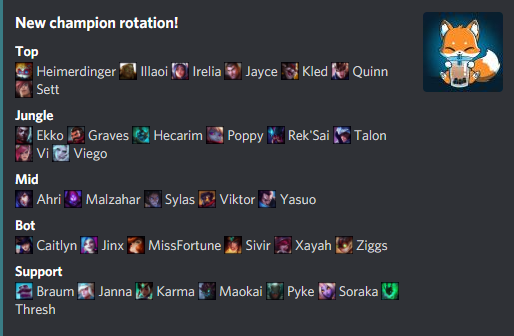 New champion rotation!
Top
Heimerdinger Illaoi Irelia Jayce Kled Quinn
Sett
Jungle
Ekko Graves Hecarim Poppy Rek'Sai Talon
Vi Viego
Mid
Ahri Malzahar Sylas Viktor Yasuo
Bot
Caitlyn Jinx MissFortune Sivir Xayah Ziggs
Support
Braum Janna Karma Maokai Pyke Soraka
Thresh